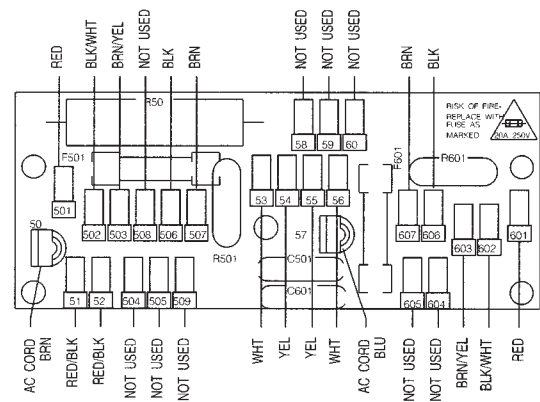 RED
BLK/WHT
BRN/YEL
NOT USED
BLK
BRN
NOT USED
NOT USED
NOT USED
BRN
BLK
R50
RISK OF FIRE-
REPLACE WITH
FUSE AS
MARKED
20A 250V
58
59
60
F501
F601
R601
501
53
54
55
56
50
502
503
508
506
507
57
607
606
603
602
601
R501
C501
C601
51
52
504
505
509
605
604
AC CORD
BRN
RED/BLK
RED/BLK
NOT USED
NOT USED
NOT USED
WHT
YEL
YEL
WHT
AC CORD
BLU
NOT USED
NOT USED
BRN/YEL
BLK/WHT
RED